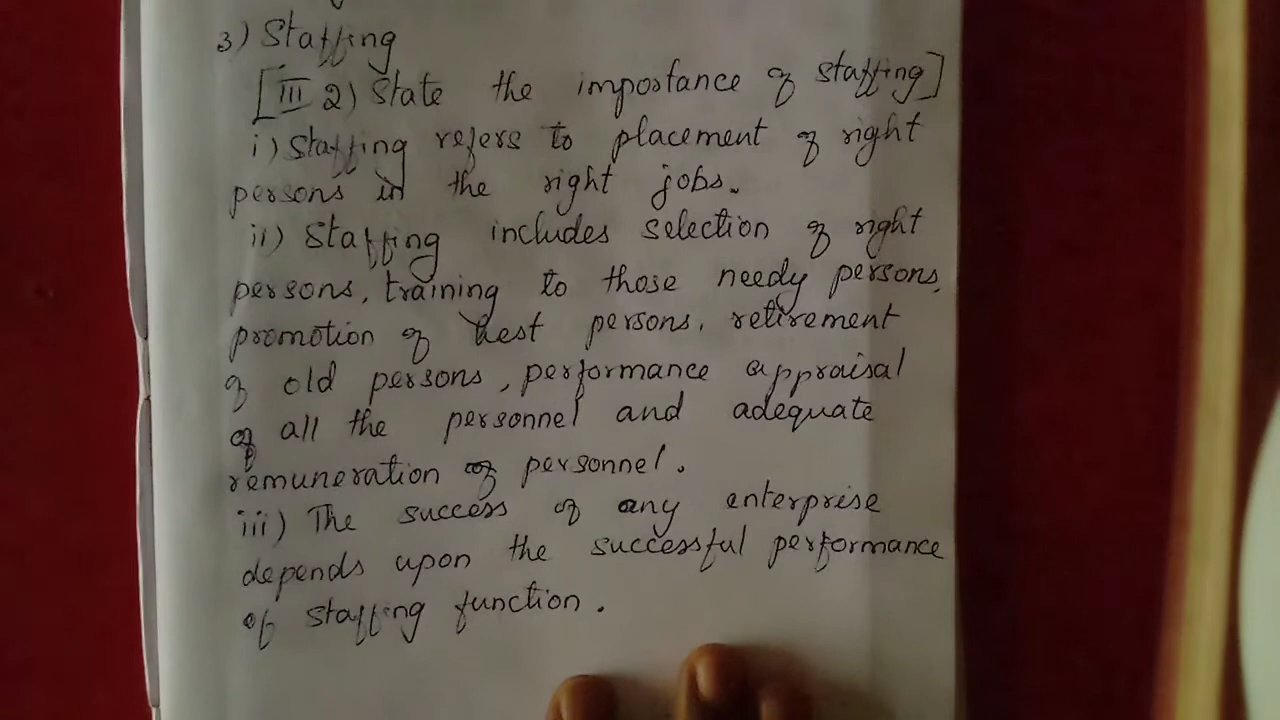 3) Staffing
[III 2) State the importance of staffing]
i) Staffing refers to placement of right
persons in the right jobs.
ii) Staffing includes selection of right
persons, training to those needy persons,
promotion of best persons, retirement
of old persons, performance appraisal
of all the personnel and adequate
remuneration of personnel.
iii) The success of any enterprise
depends upon the successful performance
of staffing function.